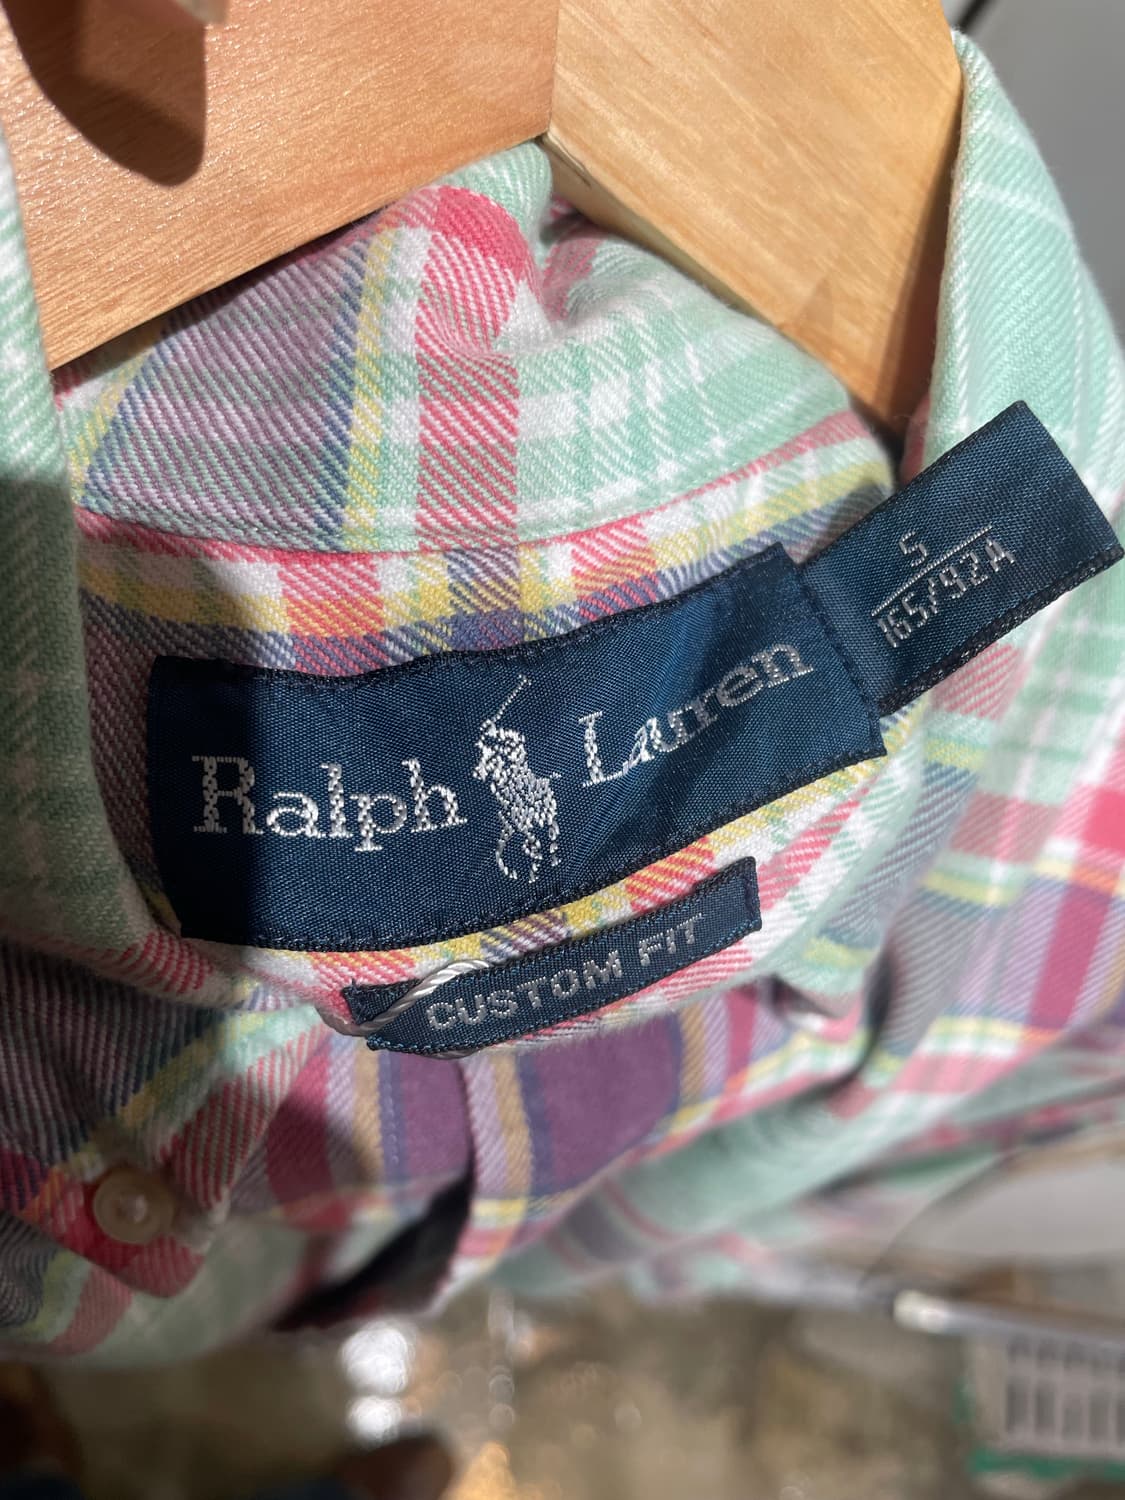 S
165/92A
Ralph Lauren
CUSTOM FIT